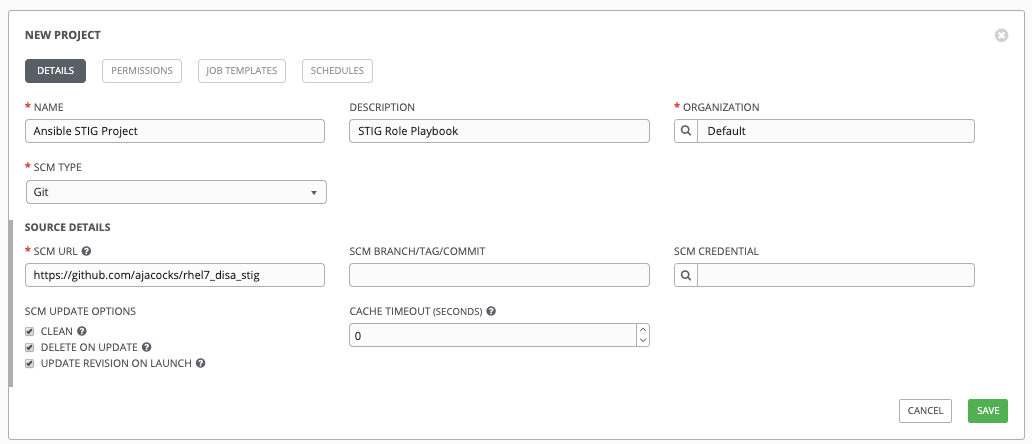 NEW PROJECT
DETAILS PERMISSIONS JOB TEMPLATES SCHEDULES
* NAME DESCRIPTION * ORGANIZATION
Ansible STIG Project STIG Role Playbook Default
* SCM TYPE
Git
SOURCE DETAILS
* SCM URL ? SCM BRANCH/TAG/COMMIT SCM CREDENTIAL
https://github.com/ajacocks/rhel7_disa_stig
SCM UPDATE OPTIONS CACHE TIMEOUT (SECONDS) ?
CLEAN ? 0
DELETE ON UPDATE ?
UPDATE REVISION ON LAUNCH ?
CANCEL SAVE